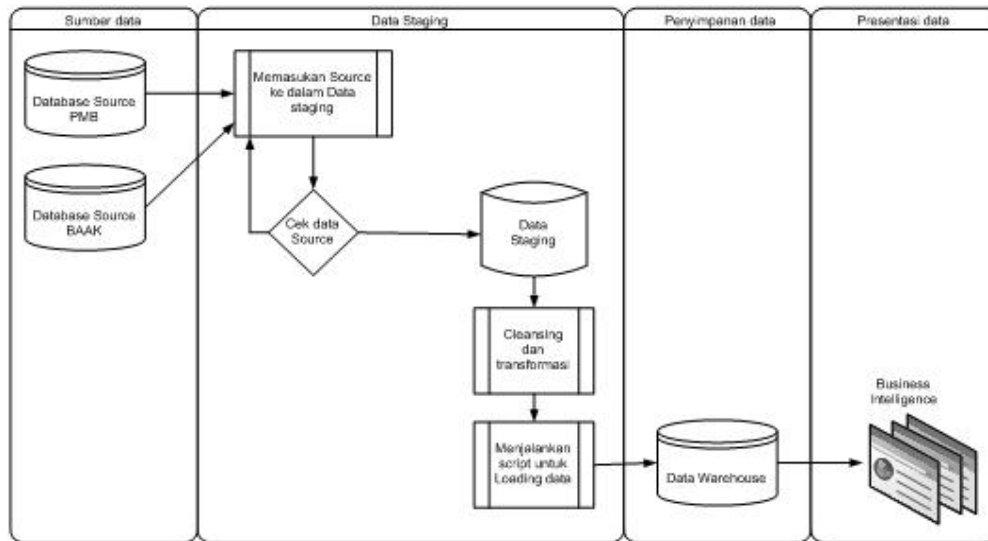 Sumber data
Data Staging
Penyimpanan data
Presentasi data
Database Source
PMB
Database Source
BAAK
Memasukan Source
ke dalam Data
staging
Cek data
Source
Data
Staging
Cleansing
dan
transformasi
Menjalankan
script untuk
Loading data
Data Warehouse
Business
Intelligence